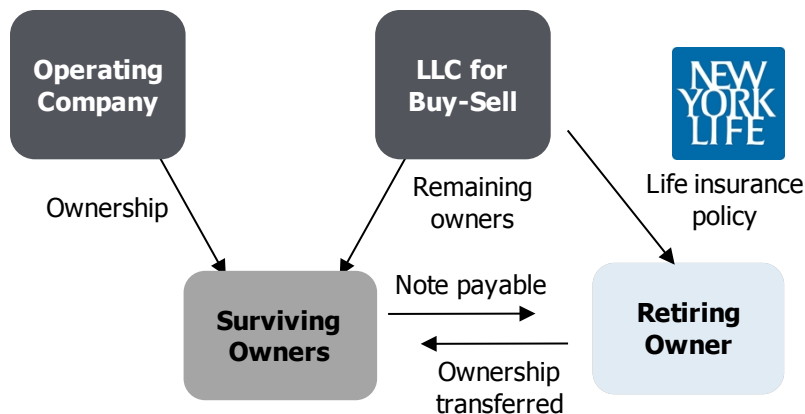 Operating
Company
LLC for
Buy-Sell
NEW
YORK
LIFE
Life insurance
policy
Ownership
Remaining
owners
Surviving
Owners
Note payable
Ownership
transferred
Retiring
Owner